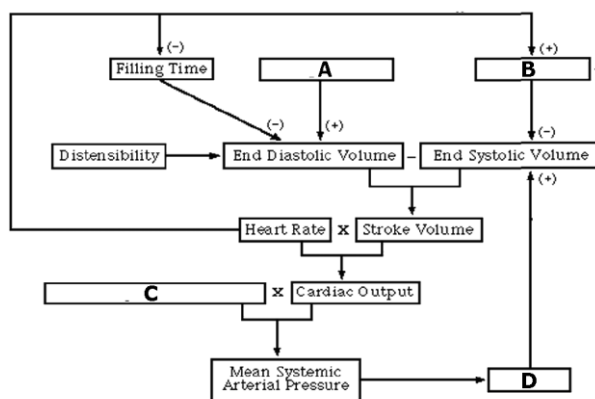 (-)
(+)
Filling Time
A
B
(-)
(+)
(-)
Distensibility
End Diastolic Volume
–
End Systolic Volume
(+)
Heart Rate
x
Stroke Volume
C
x
Cardiac Output
Mean Systemic
Arterial Pressure
D